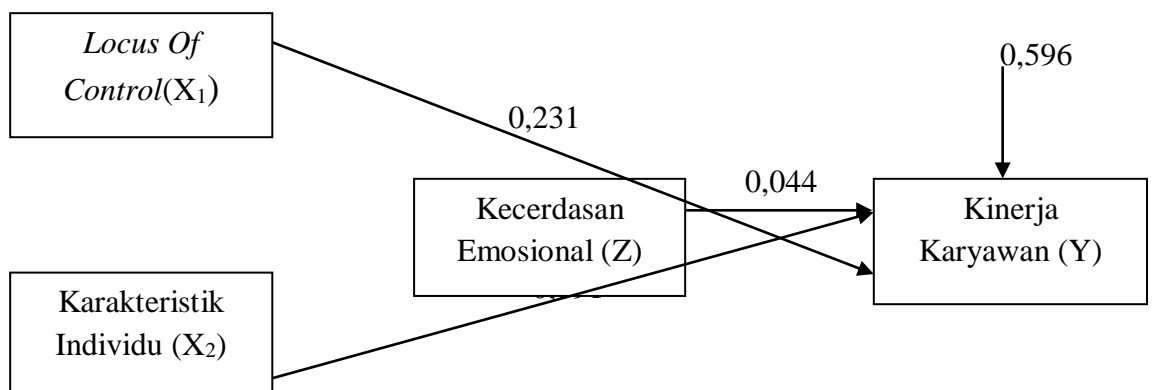 Locus Of
Control(X₁)
0,596
0,231
0,044
Kecerdasan
Emosional (Z)
Kinerja
Karyawan (Y)
Karakteristik
Individu (X₂)